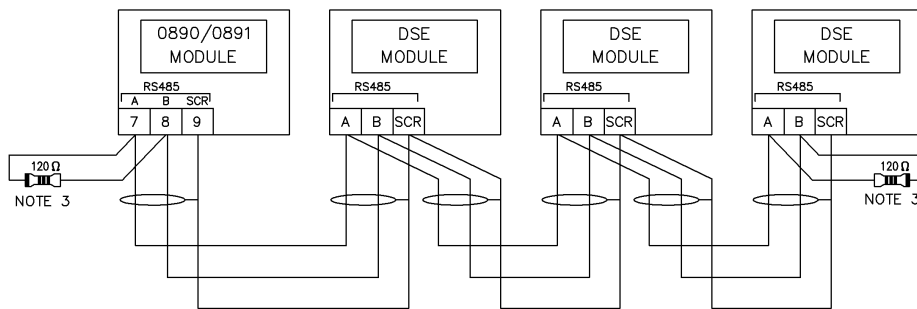 0890/0891 MODULE
RS485
A B SCR
7 8 9
120Ω
NOTE 3
DSE MODULE
RS485
A B SCR
DSE MODULE
RS485
A B SCR
DSE MODULE
RS485
A B SCR
120Ω
NOTE 3